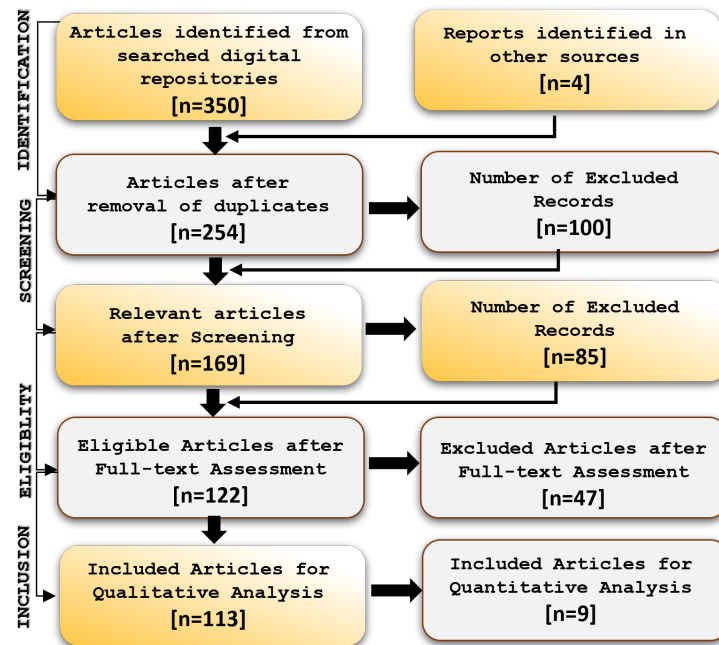 IDENTIFICATION
Articles identified from
searched digital
repositories
[n=350]
Reports identified in
other sources
[n=4]
SCREENING
Articles after
removal of duplicates
[n=254]
Number of Excluded
Records
[n=100]
Relevant articles
after Screening
[n=169]
Number of Excluded
Records
[n=85]
ELIGIBLITY
Eligible Articles after
Full-text Assessment
[n=122]
Excluded Articles after
Full-text Assessment
[n=47]
INCLUSION
Included Articles for
Qualitative Analysis
[n=113]
Included Articles for
Quantitative Analysis
[n=9]